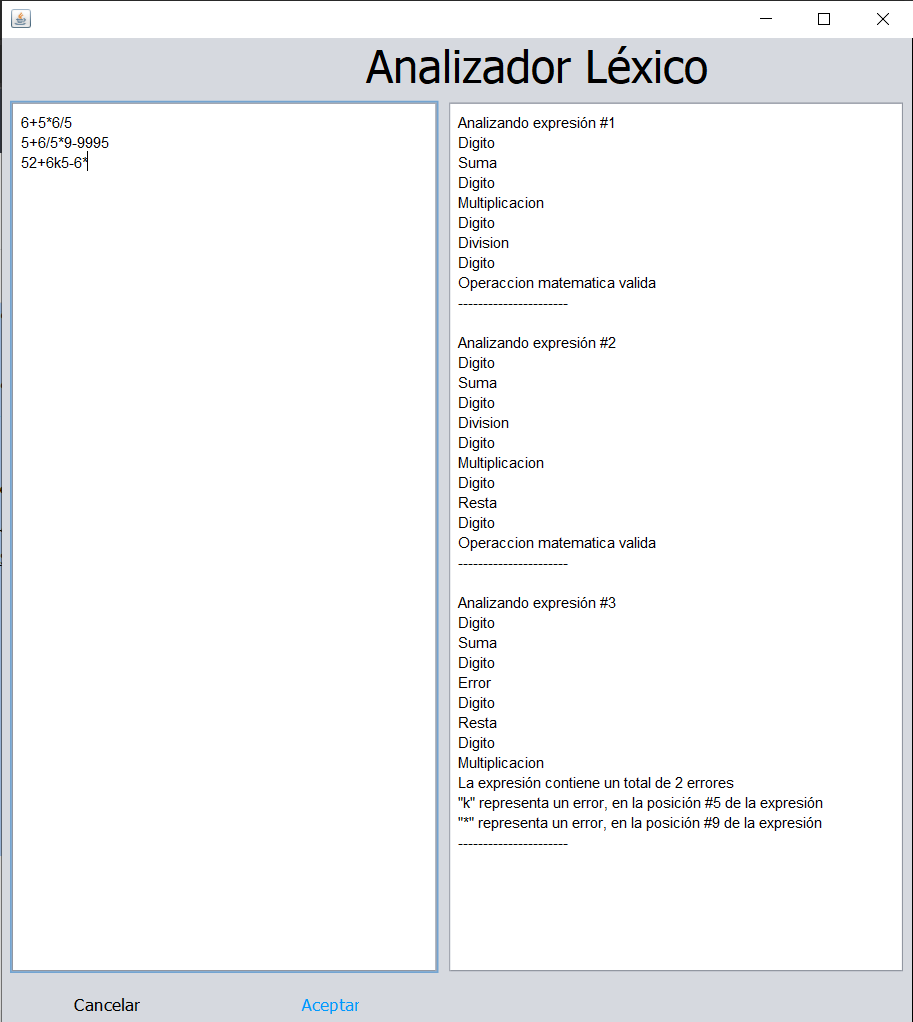 Analizador Léxico
6+5*6/5
5+6/5*9-9995
52+6k5-6*
Analizando expresión #1
Digito
Suma
Digito
Multiplicacion
Digito
Division
Digito
Operaccion matematica valida
----------------------
Analizando expresión #2
Digito
Suma
Digito
Division
Digito
Multiplicacion
Digito
Resta
Digito
Operaccion matematica valida
----------------------
Analizando expresión #3
Digito
Suma
Digito
Error
Digito
Resta
Digito
Multiplicacion
La expresión contiene un total de 2 errores
"k" representa un error, en la posición #5 de la expresión
"*" representa un error, en la posición #9 de la expresión
----------------------
Cancelar
Aceptar